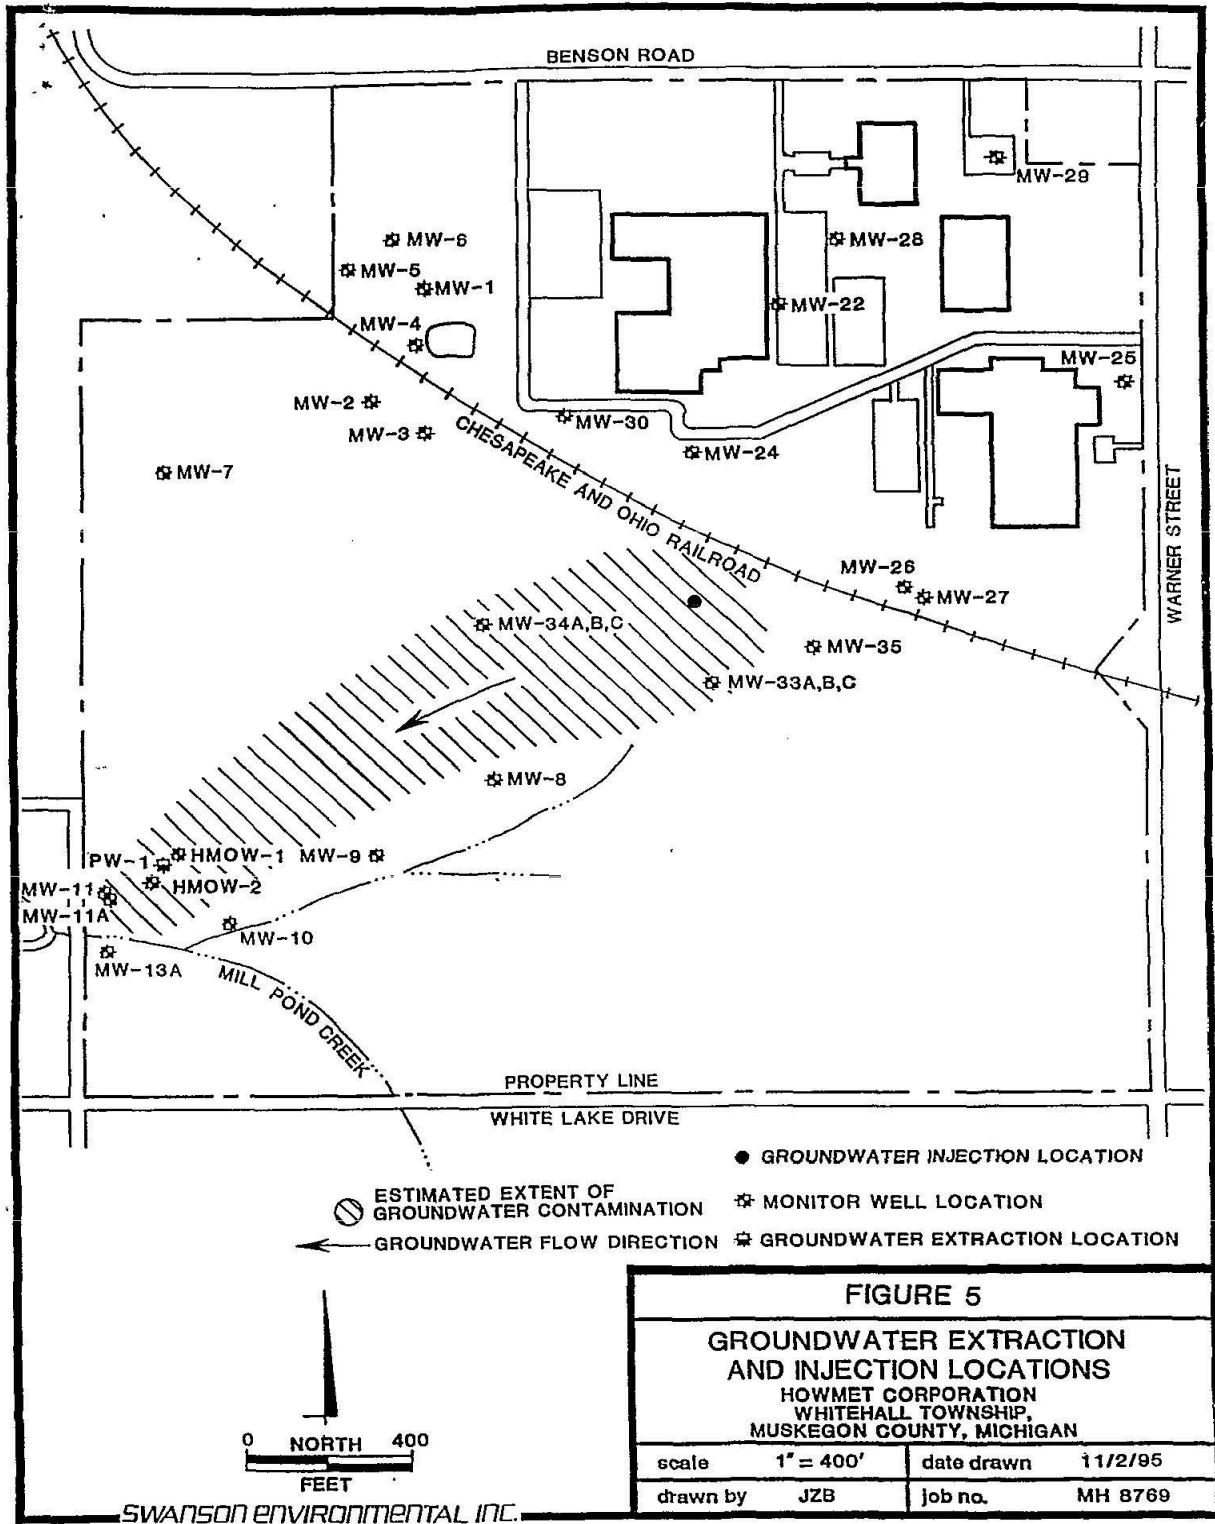 BENSON ROAD
MW-29
MW-6
MW-28
MW-5
MW-1
MW-22
MW-4
MW-25
MW-2
MW-30
MW-3
MW-24
MW-7
CHESAPEAKE AND OHIO RAILROAD
WARNER STREET
MW-26
MW-27
MW-34A,B,C
MW-35
MW-33A,B,C
MW-8
PW-1
HMOW-1
MW-9
MW-11
HMOW-2
MW-11A
MW-10
MW-13A
MILL POND CREEK
PROPERTY LINE
WHITE LAKE DRIVE
GROUNDWATER INJECTION LOCATION
ESTIMATED EXTENT OF
GROUNDWATER CONTAMINATION
MONITOR WELL LOCATION
GROUNDWATER FLOW DIRECTION
GROUNDWATER EXTRACTION LOCATION
0 NORTH 400
FEET
SWANSON ENVIRONMENTAL INC.
FIGURE 5
GROUNDWATER EXTRACTION
AND INJECTION LOCATIONS
HOWMET CORPORATION
WHITEHALL TOWNSHIP,
MUSKEGON COUNTY, MICHIGAN
scale 1" = 400' date drawn 11/2/95
drawn by JZB job no. MH 8769